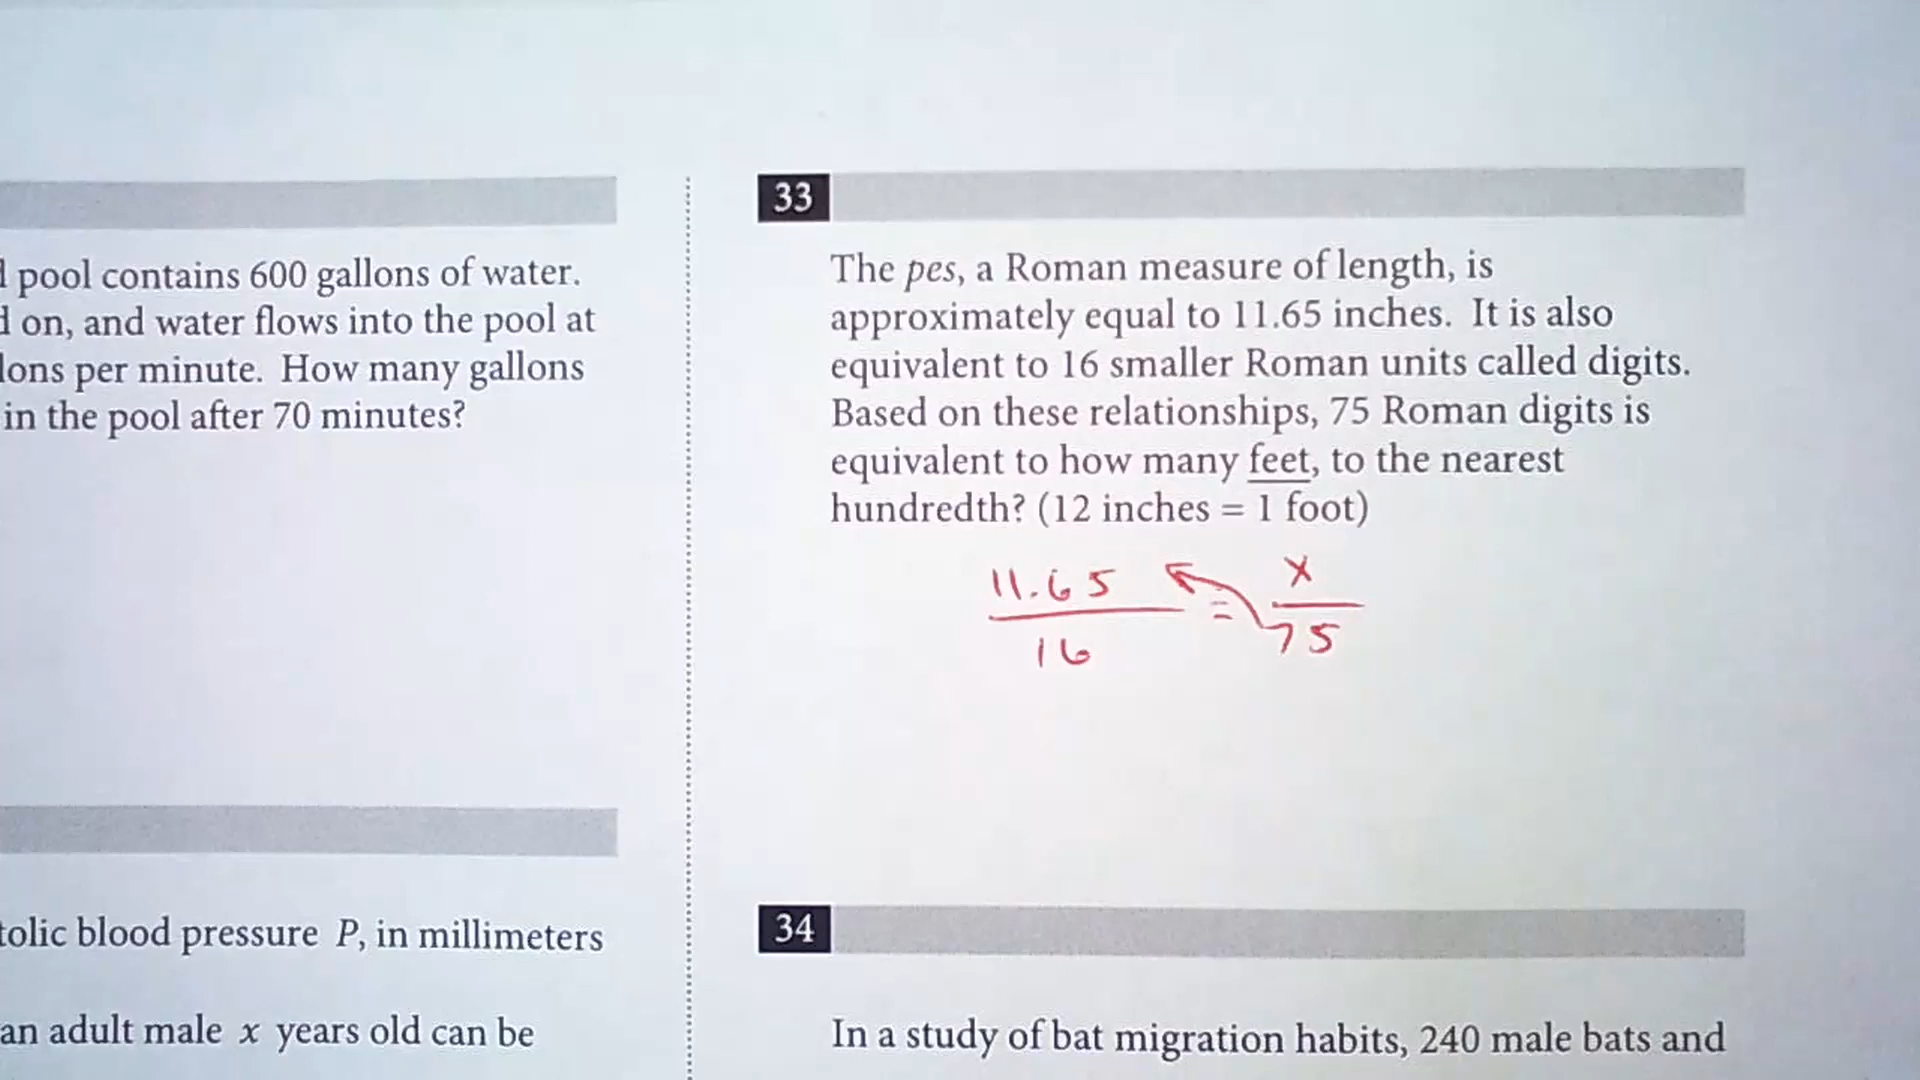 pool contains 600 gallons of water.
on, and water flows into the pool at
per minute. How many gallons
in the pool after 70 minutes?
blood pressure P, in millimeters
an adult male x years old can be
33
The pes, a Roman measure of length, is
approximately equal to 11.65 inches. It is also
equivalent to 16 smaller Roman units called digits.
Based on these relationships, 75 Roman digits is
equivalent to how many feet, to the nearest
hundredth? (12 inches = 1 foot)
11.65 = x
16 75
34
In a study of bat migration habits, 240 male bats and